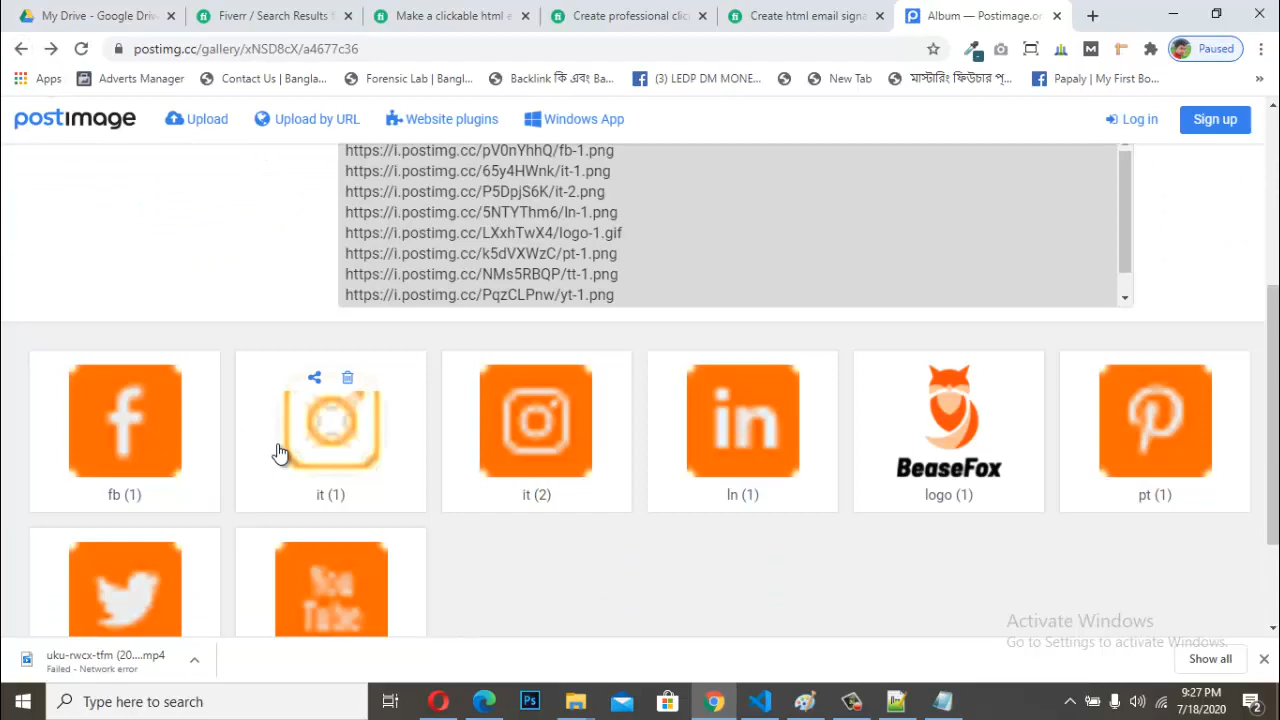 My Drive - Google Drive
Fiverr / Search Results f
Make a clickable html e
Create professional clic
Create html email signa
Album — Postimage.or
postimg.cc/gallery/xNSD8cX/a4677c36
Paused
Apps
Adverts Manager
Contact Us | Bangla...
Forensic Lab | Bangl...
Backlink কি এবং Ba...
(3) LEDP DM MONE...
New Tab
মাস্টারিং ফিউচার প্...
Papaly | My First Bo...
»
postimage
Upload
Upload by URL
Website plugins
Windows App
Log in
Sign up
https://i.postimg.cc/pV0nYhhQ/fb-1.png
https://i.postimg.cc/65y4HWnk/it-1.png
https://i.postimg.cc/P5DpjS6K/it-2.png
https://i.postimg.cc/5NTYThm6/ln-1.png
https://i.postimg.cc/LXxhTwX4/logo-1.gif
https://i.postimg.cc/k5dVXWzC/pt-1.png
https://i.postimg.cc/NMs5RBQP/tt-1.png
https://i.postimg.cc/PqzCLPnw/yt-1.png
f
in
BeaseFox
fb (1)
it (1)
it (2)
ln (1)
logo (1)
pt (1)
You
Tube
Activate Windows
Go to Settings to activate Windows.
uku-rwcx-tfm (20....mp4
Failed - Network error
Show all
Type here to search
Ps
9:27 PM
7/18/2020
2